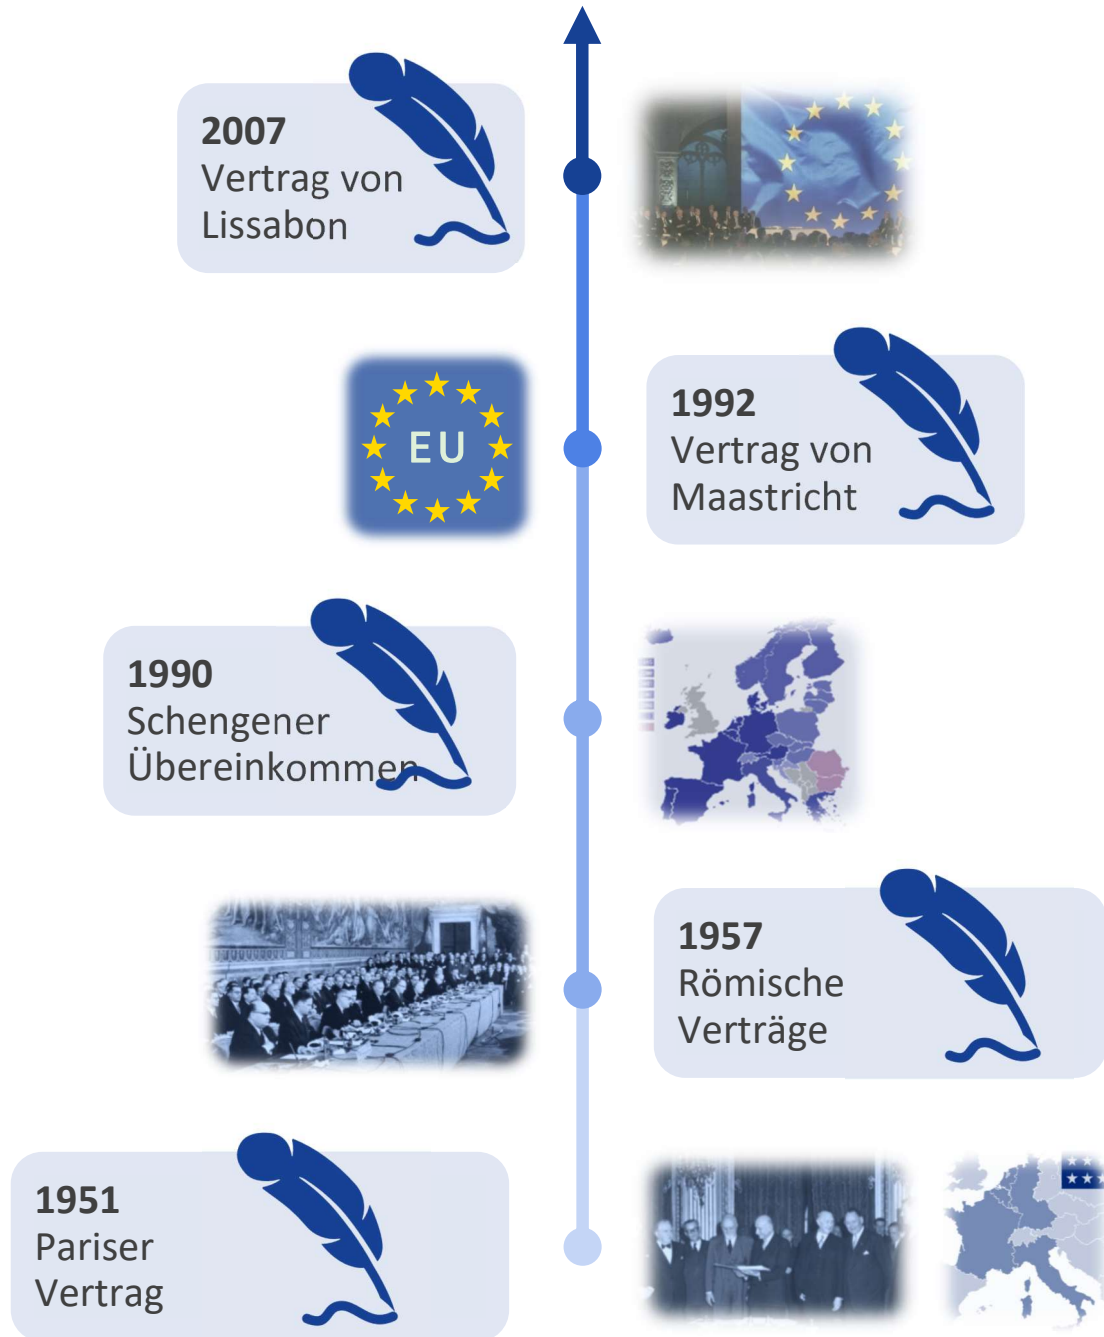 2007
Vertrag von
Lissabon
EU
1992
Vertrag von
Maastricht
1990
Schengener
Übereinkommen
1957
Römische
Verträge
1951
Pariser
Vertrag